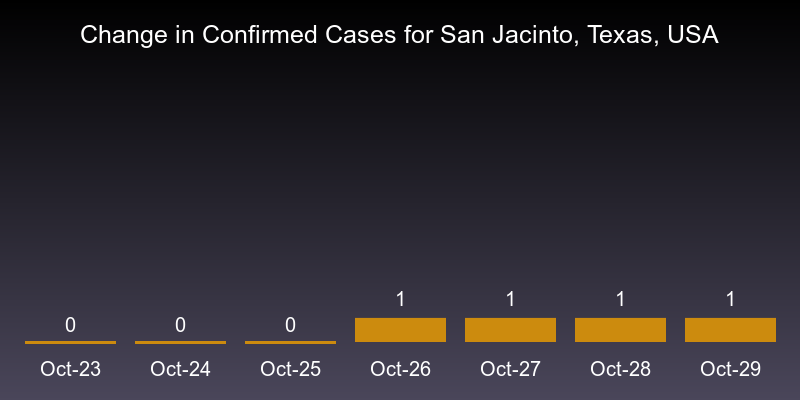 Change in Confirmed Cases for San Jacinto, Texas, USA
0 0 0 1 1 1 1
Oct-23 Oct-24 Oct-25 Oct-26 Oct-27 Oct-28 Oct-29